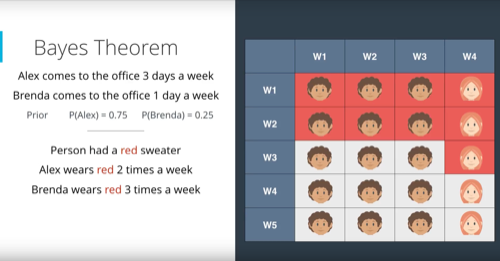 Bayes Theorem
Alex comes to the office 3 days a week
Brenda comes to the office 1 day a week
Prior P(Alex) = 0.75 P(Brenda) = 0.25
Person had a red sweater
Alex wears red 2 times a week
Brenda wears red 3 times a week
W1 W2 W3 W4
W1
W2
W3
W4
W5